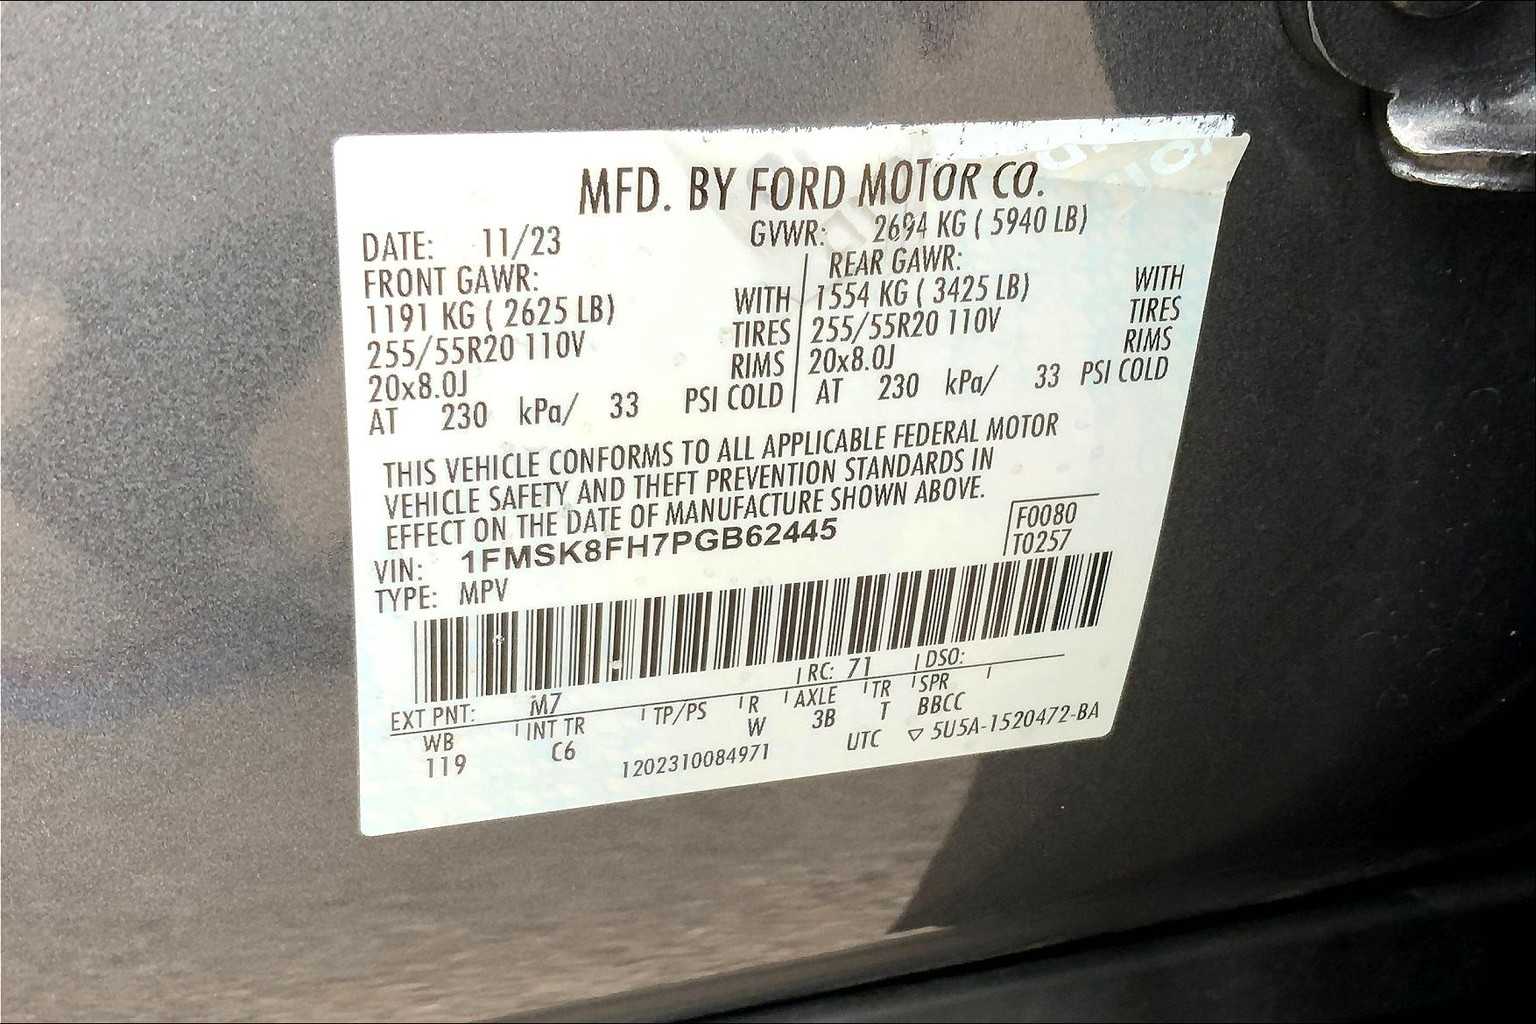 MFD. BY FORD MOTOR CO.
DATE: 11/23 GVWR: 2694 KG ( 5940 LB)
FRONT GAWR: REAR GAWR:
1191 KG ( 2625 LB) WITH 1554 KG ( 3425 LB) WITH
255/55R20 110V TIRES 255/55R20 110V TIRES
20x8.0J RIMS 20x8.0J RIMS
AT 230 kPa/ 33 PSI COLD AT 230 kPa/ 33 PSI COLD
THIS VEHICLE CONFORMS TO ALL APPLICABLE FEDERAL MOTOR
VEHICLE SAFETY AND THEFT PREVENTION STANDARDS IN
EFFECT ON THE DATE OF MANUFACTURE SHOWN ABOVE.
VIN: 1FMSK8FH7PGB62445 F0080
TYPE: MPV T0257
EXT PNT: M7 RC: 71 DSO:
WB INT TR TP/PS R AXLE TR SPR
119 C6 W 3B T BBCC
1202310084971 UTC ▽ 5U5A-1520472-BA